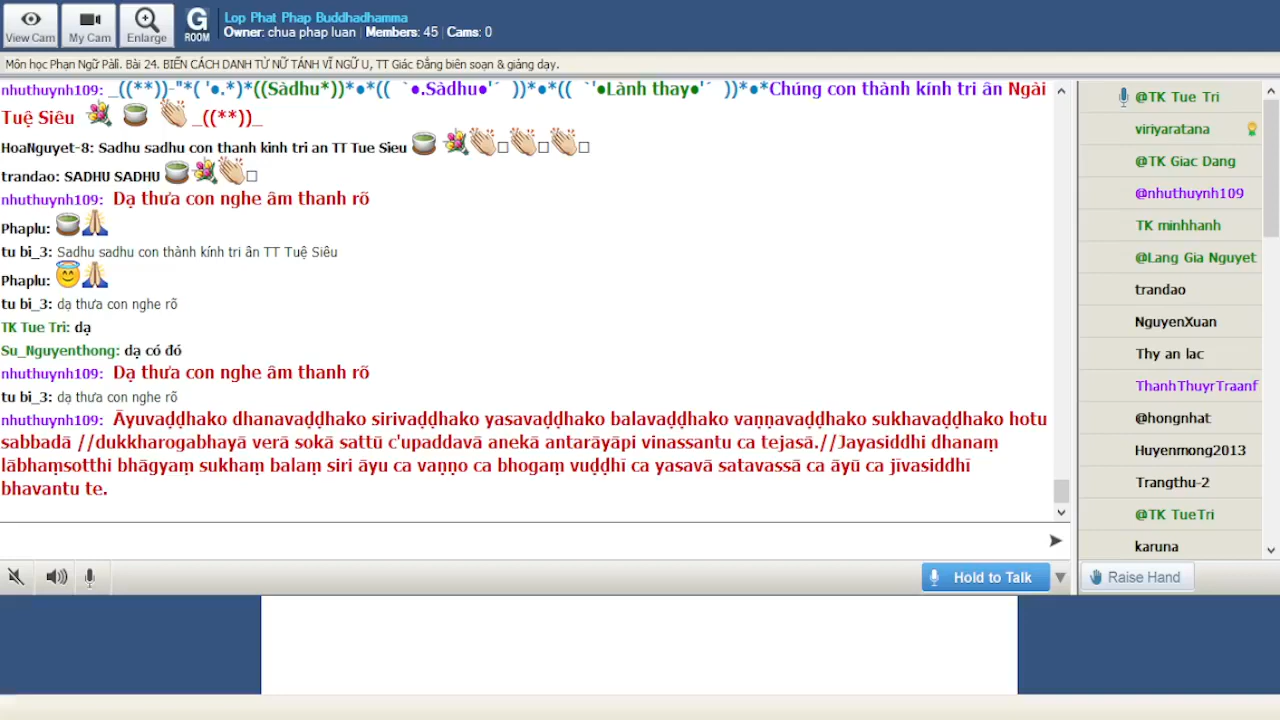 View Cam
My Cam
Enlarge
G
ROOM
Lop Phat Phap Buddhadhamma
Owner: chua phap luan | Members: 45 | Cams: 0
Môn học Phạn Ngữ Pāli. Bài 24. BIẾN CÁCH DANH TỪ NỮ TÁNH VĨ NGỮ U, TT Giác Đẳng biên soạn & giảng dạy.
nhuthuynh109: _((**))-"*( '●.*)*((Sàdhu*))*●*((  `●.Sàdhu●'´  ))*●*((  `'●Lành thay●'´  ))*●*Chúng con thành kính tri ân Ngài
Tuệ Siêu 💐 🍵 👏 _((**))_
HoaNguyet-8: Sadhu sadhu con thanh kinh tri an TT Tue Sieu 🍵 💐👏□👏□👏□
trandao: SADHU SADHU 🍵💐👏□
nhuthuynh109: Dạ thưa con nghe âm thanh rõ
Phaplu: 🍵🙏
tu bi_3: Sadhu sadhu con thành kính tri ân TT Tuệ Siêu
Phaplu: 😇🙏
tu bi_3: dạ thưa con nghe rõ
TK Tue Tri: dạ
Su_Nguyenthong: dạ có đó
nhuthuynh109: Dạ thưa con nghe âm thanh rõ
tu bi_3: dạ thưa con nghe rõ
nhuthuynh109: Āyuvaḍḍhako dhanavaḍḍhako sirivaḍḍhako yasavaḍḍhako balavaḍḍhako vaṇṇavaḍḍhako sukhavaḍḍhako hotu
sabbadā //dukkharogabhayā verā sokā sattū c'upaddavā anekā antarāyāpi vinassantu ca tejasā.//Jayasiddhi dhanaṃ
lābhaṃsotthi bhāgyaṃ sukhaṃ balaṃ siri āyu ca vaṇṇo ca bhogaṃ vuḍḍhī ca yasavā satavassā ca āyū ca jīvasiddhī
bhavantu te.
Hold to Talk
@TK Tue Tri
viriyaratana
@TK Giac Dang
@nhuthuynh109
TK minhhanh
@Lang Gia Nguyet
trandao
NguyenXuan
Thy an lac
ThanhThuyrTraanf
@hongnhat
Huyenmong2013
Trangthu-2
@TK TueTri
karuna
Raise Hand